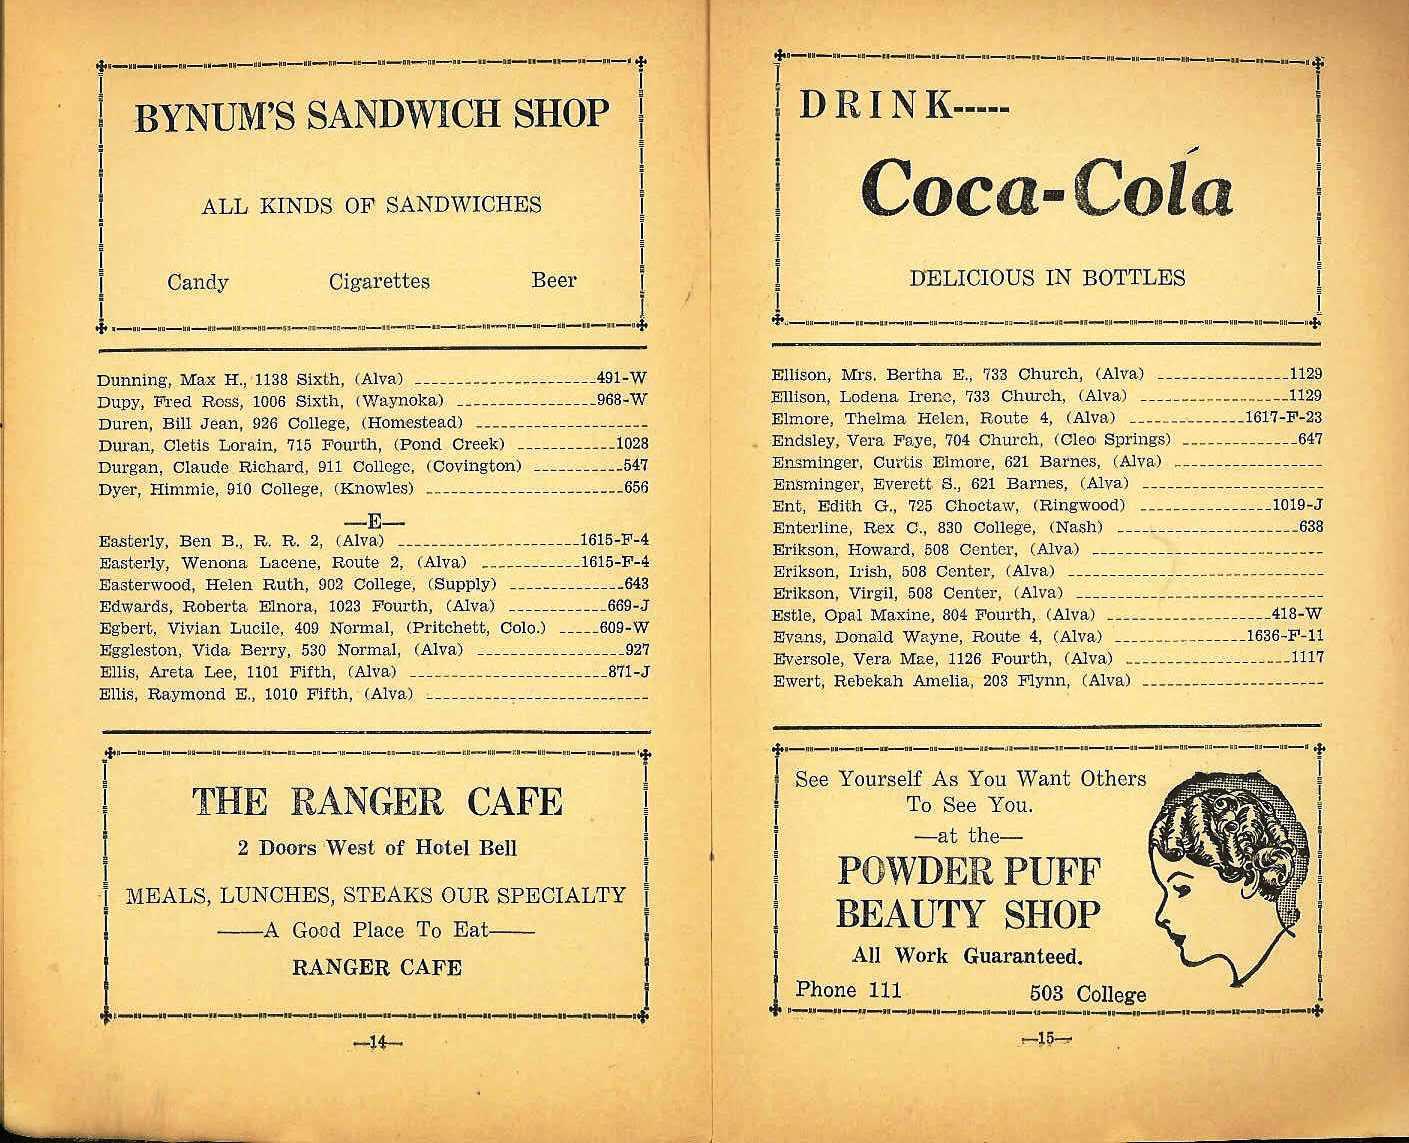 BYNUM'S SANDWICH SHOP
ALL KINDS OF SANDWICHES
Candy Cigarettes Beer
Dunning, Max H., 1138 Sixth, (Alva) ----------------------491-W
Dupy, Fred Ross, 1006 Sixth, (Waynoka) -----------------968-W
Duren, Bill Jean, 926 College, (Homestead) ---------------------
Duran, Cletis Lorain, 715 Fourth, (Pond Creek) ------------1028
Durgan, Claude Richard, 911 College, (Covington) -----------547
Dyer, Himmie, 910 College, (Knowles) ------------------------656
—E—
Easterly, Ben B., R. R. 2, (Alva) ----------------------1615-F-4
Easterly, Wenona Lacene, Route 2, (Alva) ------------1615-F-4
Easterwood, Helen Ruth, 902 College, (Supply) --------------643
Edwards, Roberta Elnora, 1023 Fourth, (Alva) ------------669-J
Egbert, Vivian Lucile, 409 Normal, (Pritchett, Colo.) -----609-W
Eggleston, Vida Berry, 530 Normal, (Alva) ------------------927
Ellis, Areta Lee, 1101 Fifth, (Alva) ------------------------871-J
Ellis, Raymond E., 1010 Fifth, (Alva) ---------------------------
THE RANGER CAFE
2 Doors West of Hotel Bell
MEALS, LUNCHES, STEAKS OUR SPECIALTY
——A Good Place To Eat——
RANGER CAFE
—14—
DRINK-----
Coca-Cola
DELICIOUS IN BOTTLES
Ellison, Mrs. Bertha E., 733 Church, (Alva) ----------------1129
Ellison, Lodena Irene, 733 Church, (Alva) ------------------1129
Elmore, Thelma Helen, Route 4, (Alva) --------------1617-F-23
Endsley, Vera Faye, 704 Church, (Cleo Springs) --------------647
Ensminger, Curtis Elmore, 621 Barnes, (Alva) ------------------
Ensminger, Everett S., 621 Barnes, (Alva) ----------------------
Ent, Edith G., 725 Choctaw, (Ringwood) ----------------1019-J
Enterline, Rex C., 830 College, (Nash) ----------------------638
Erikson, Howard, 508 Center, (Alva) ----------------------------
Erikson, Irish, 508 Center, (Alva) -------------------------------
Erikson, Virgil, 508 Center, (Alva) ------------------------------
Estle, Opal Maxine, 804 Fourth, (Alva) --------------------418-W
Evans, Donald Wayne, Route 4, (Alva) ----------------1636-F-11
Eversole, Vera Mae, 1126 Fourth, (Alva) --------------------1117
Ewert, Rebekah Amelia, 203 Flynn, (Alva) ----------------------
See Yourself As You Want Others
To See You.
—at the—
POWDER PUFF
BEAUTY SHOP
All Work Guaranteed.
Phone 111 503 College
—15—